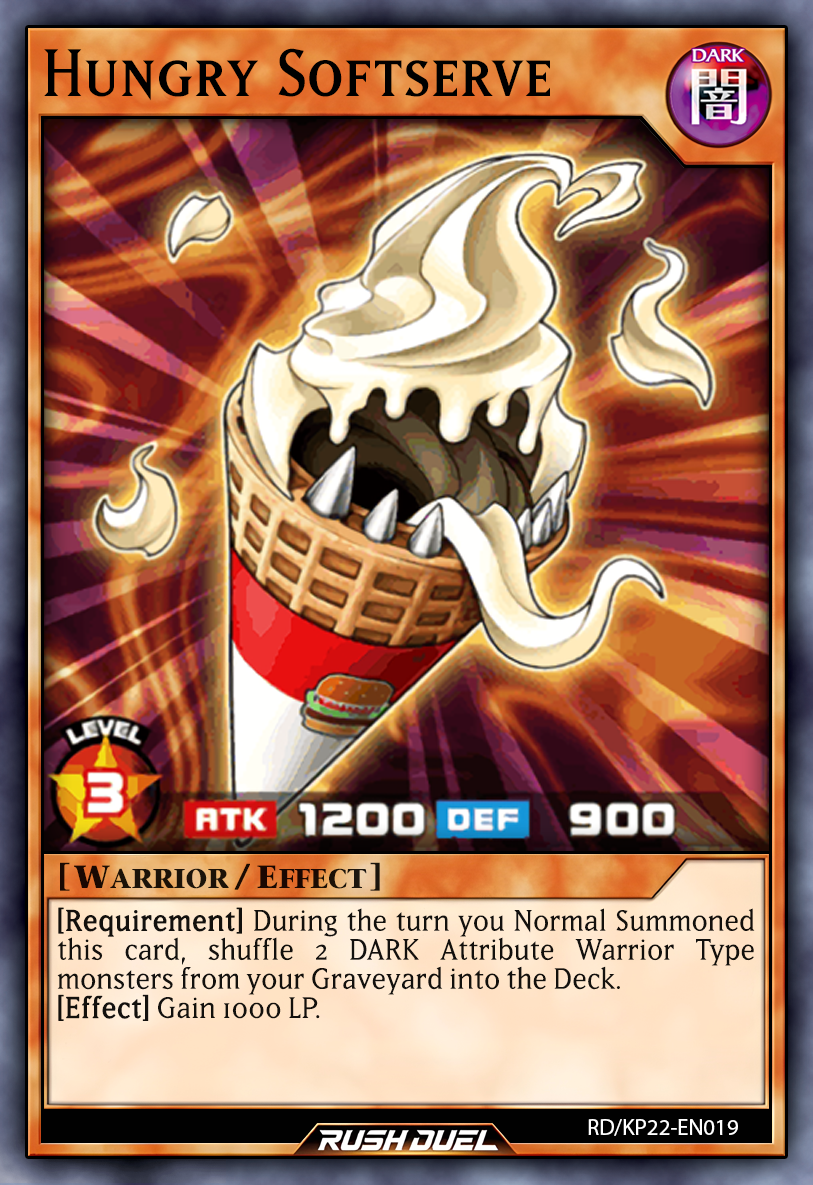 Hungry Softserve
DARK
闇
LEVEL
3
ATK 1200 DEF 900
[Warrior / Effect]
[Requirement] During the turn you Normal Summoned
this card, shuffle 2 DARK Attribute Warrior Type
monsters from your Graveyard into the Deck.
[Effect] Gain 1000 LP.
RUSH DUEL
RD/KP22-EN019